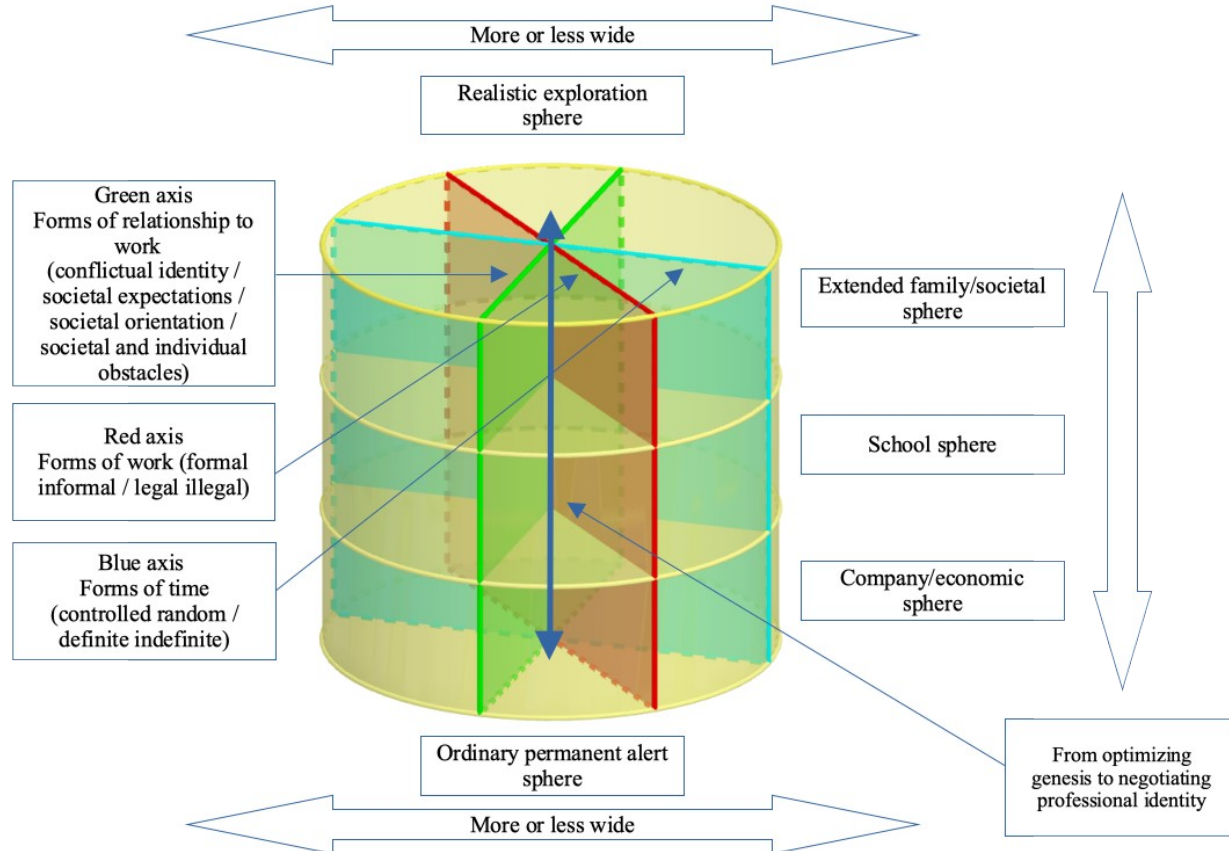 More or less wide
Realistic exploration
sphere
Green axis
Forms of relationship to
work
(conflictual identity /
societal expectations /
societal orientation /
societal and individual
obstacles)
Red axis
Forms of work (formal
informal / legal illegal)
Blue axis
Forms of time
(controlled random /
definite indefinite)
Extended family/societal
sphere
School sphere
Company/economic
sphere
Ordinary permanent alert
sphere
From optimizing
genesis to negotiating
professional identity
More or less wide